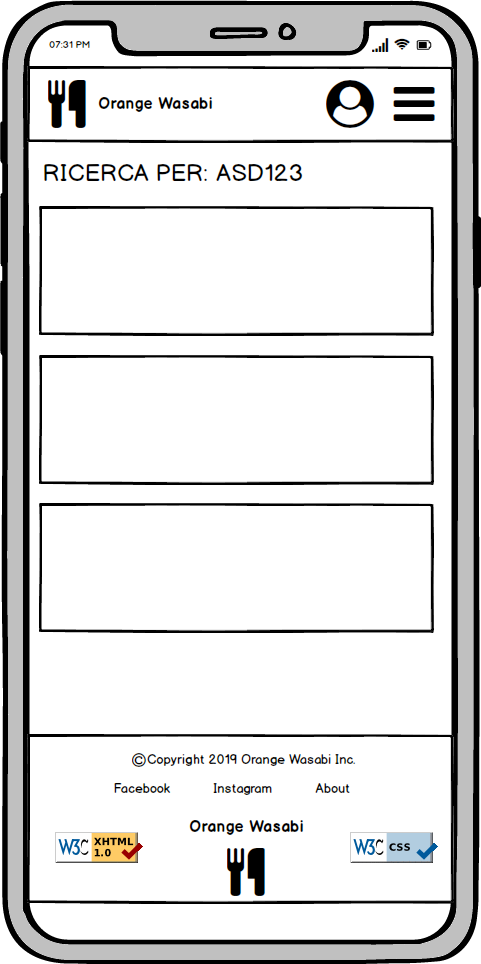 07:31 PM
Orange Wasabi
RICERCA PER: ASD123
©Copyright 2019 Orange Wasabi Inc.
Facebook Instagram About
Orange Wasabi
W3C XHTML 1.0
W3C CSS